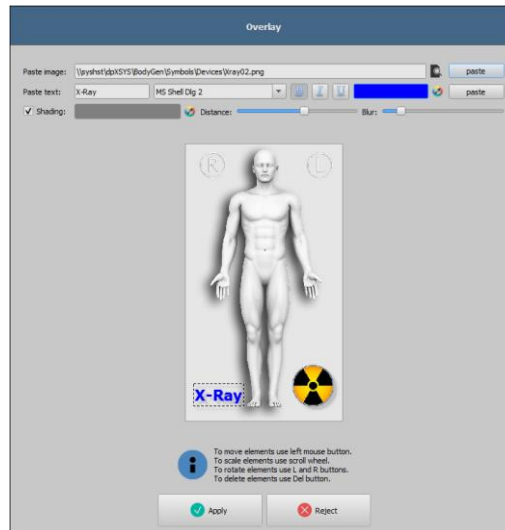 Overlay
Paste image: \\syshst\dpXSYS\BodyGen\Symbols\Devices\Xray02.png paste
Paste text: X-Ray MS Shell Dlg 2 U paste
Shading: Distance: Blur:
R L
X-Ray
To move elements use left mouse button.
To scale elements use scroll wheel.
To rotate elements use L and R buttons.
To delete elements use Del button.
Apply Reject